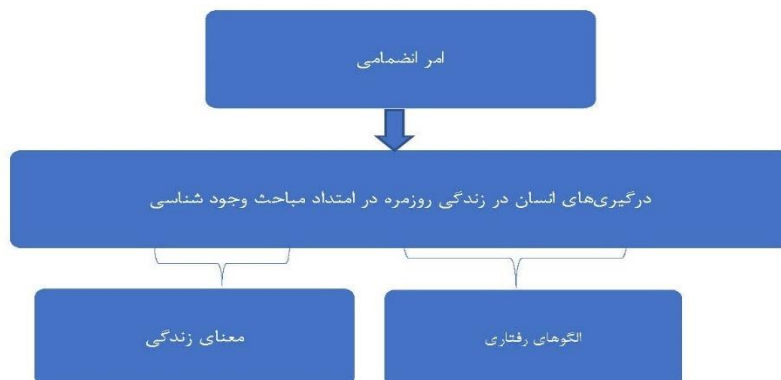 امر انضمامی
درگیری‌های انسان در زندگی روزمره در امتداد مباحث وجود شناسی
الگوهای رفتاری
معنای زندگی